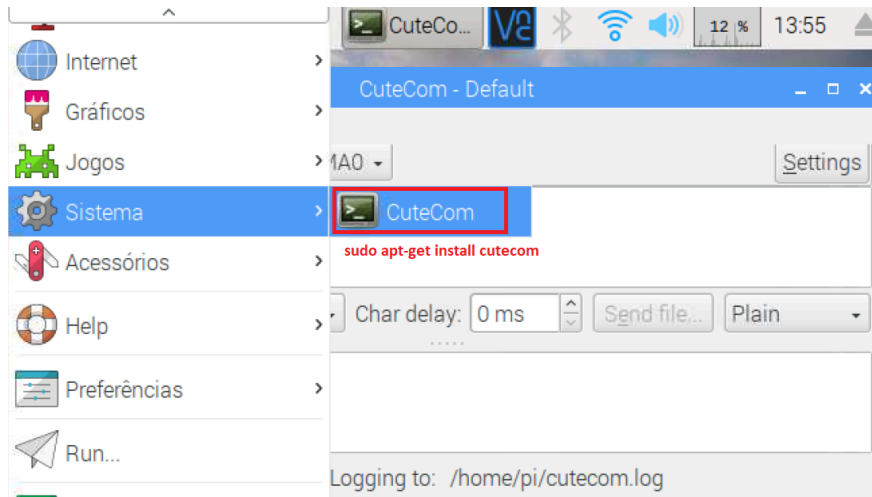 CuteCo... VNC 12 % 13:55
Internet
CuteCom - Default
Gráficos
Jogos
MA0
Settings
Sistema
CuteCom
sudo apt-get install cutecom
Acessórios
Char delay: 0 ms Send file... Plain
Help
Preferências
Run...
Logging to: /home/pi/cutecom.log